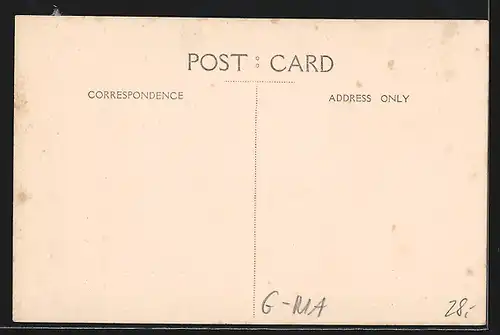 POST : CARD
CORRESPONDENCE
ADDRESS ONLY
G-MA
28,-